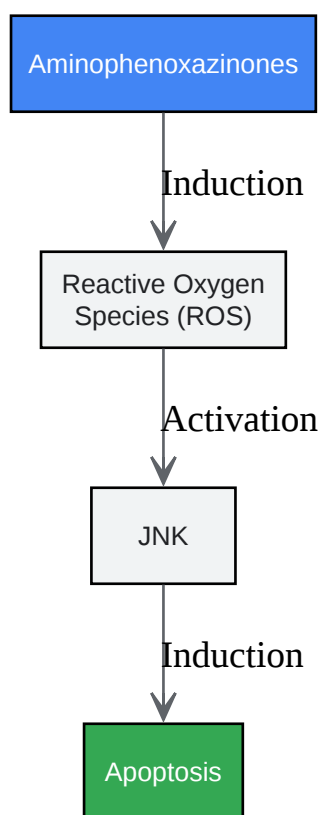 Aminophenoxazinones
Induction
Reactive Oxygen
Species (ROS)
Activation
JNK
Induction
Apoptosis